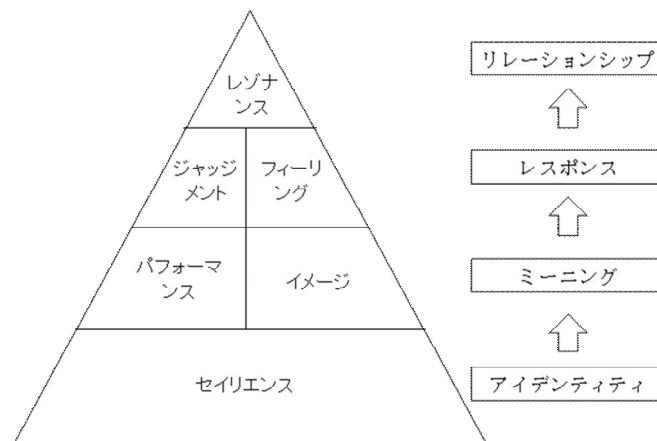 レゾナ
ンス
ジャッジ
メント
フィーリ
ング
パフォーマ
ンス
イメージ
セイリエンス
リレーションシップ
レスポンス
ミーニング
アイデンティティ